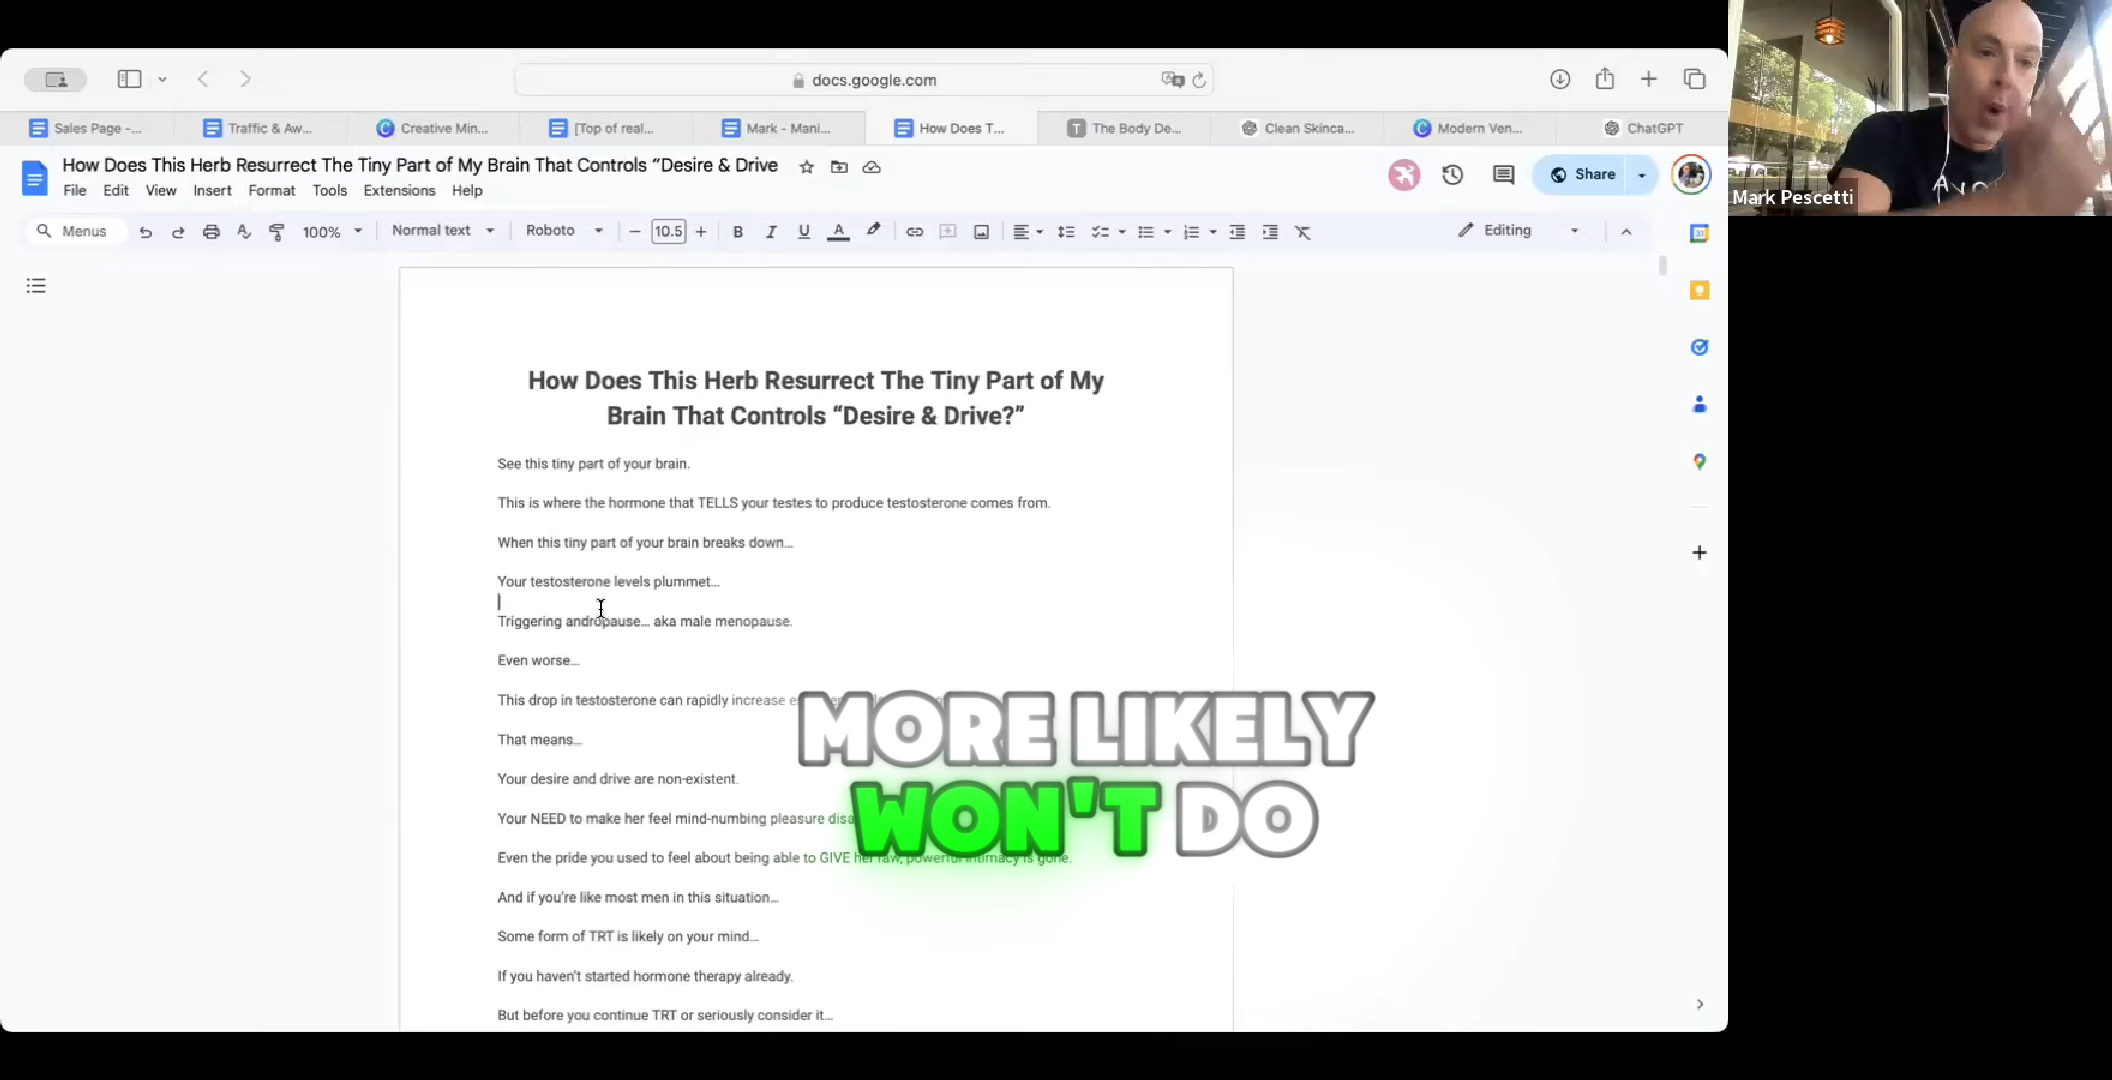 docs.google.com
Sales Page -...
Traffic & Aw...
Creative Min...
[Top of real...
Mark - Mani...
How Does T...
The Body De...
Clean Skinca...
Modern Ven...
ChatGPT
How Does This Herb Resurrect The Tiny Part of My Brain That Controls “Desire & Drive
File Edit View Insert Format Tools Extensions Help
Share
Mark Pescetti
Menus 100% Normal text Roboto 10.5 Editing
How Does This Herb Resurrect The Tiny Part of My
Brain That Controls “Desire & Drive?”
See this tiny part of your brain.
This is where the hormone that TELLS your testes to produce testosterone comes from.
When this tiny part of your brain breaks down…
Your testosterone levels plummet…
Triggering andropause… aka male menopause.
Even worse…
This drop in testosterone can rapidly increase
That means…
Your desire and drive are non-existent.
Your NEED to make her feel mind-numbing pleasure
Even the pride you used to feel about being able to GIVE her raw, powerful intimacy is gone.
MORE LIKELY
WON'T DO
And if you’re like most men in this situation…
Some form of TRT is likely on your mind…
If you haven’t started hormone therapy already.
But before you continue TRT or seriously consider it…